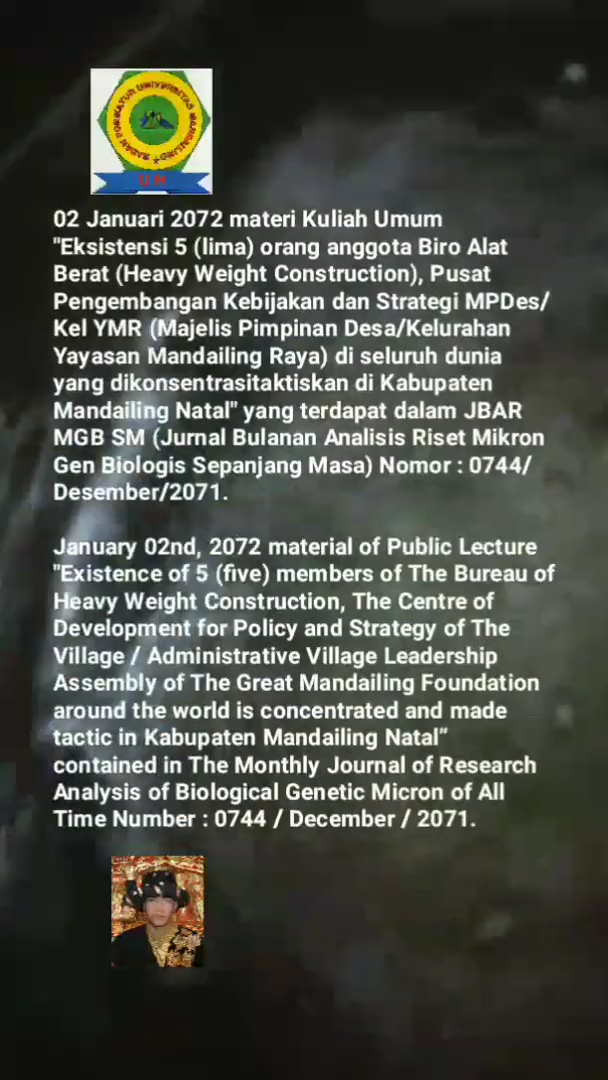 BADAN FORMATUR UNIVERSITAS MANDAILING
U M
02 Januari 2072 materi Kuliah Umum
"Eksistensi 5 (lima) orang anggota Biro Alat
Berat (Heavy Weight Construction), Pusat
Pengembangan Kebijakan dan Strategi MPDes/
Kel YMR (Majelis Pimpinan Desa/Kelurahan
Yayasan Mandailing Raya) di seluruh dunia
yang dikonsentrasitaktiskan di Kabupaten
Mandailing Natal" yang terdapat dalam JBAR
MGB SM (Jurnal Bulanan Analisis Riset Mikron
Gen Biologis Sepanjang Masa) Nomor : 0744/
Desember/2071.
January 02nd, 2072 material of Public Lecture
"Existence of 5 (five) members of The Bureau of
Heavy Weight Construction, The Centre of
Development for Policy and Strategy of The
Village / Administrative Village Leadership
Assembly of The Great Mandailing Foundation
around the world is concentrated and made
tactic in Kabupaten Mandailing Natal"
contained in The Monthly Journal of Research
Analysis of Biological Genetic Micron of All
Time Number : 0744 / December / 2071.